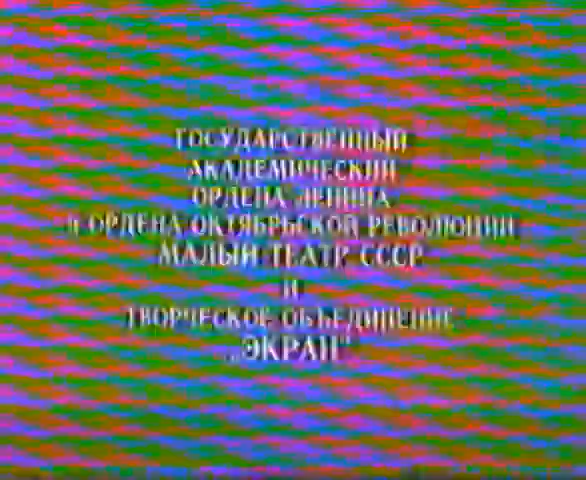 ГОСУДАРСТВЕННЫЙ
АКАДЕМИЧЕСКИЙ
ОРДЕНА ЛЕНИНА
И ОРДЕНА ОКТЯБРЬСКОЙ РЕВОЛЮЦИИ
МАЛЫЙ ТЕАТР СССР
И
ТВОРЧЕСКОЕ ОБЪЕДИНЕНИЕ
„ЭКРАН"